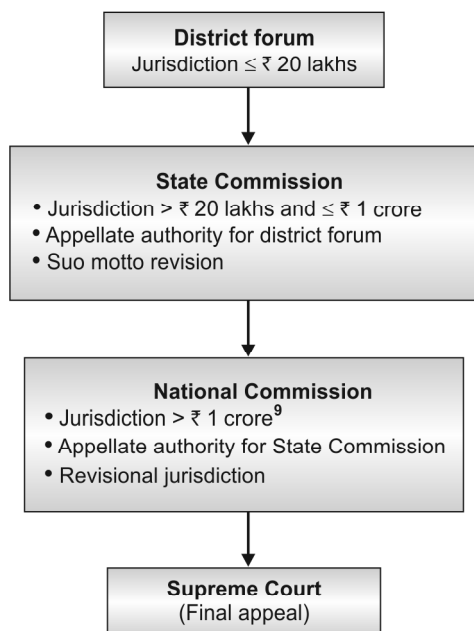 District forum
Jurisdiction ≤ ₹ 20 lakhs
State Commission
• Jurisdiction > ₹ 20 lakhs and ≤ ₹ 1 crore
• Appellate authority for district forum
• Suo motto revision
National Commission
• Jurisdiction > ₹ 1 crore⁹
• Appellate authority for State Commission
• Revisional jurisdiction
Supreme Court
(Final appeal)